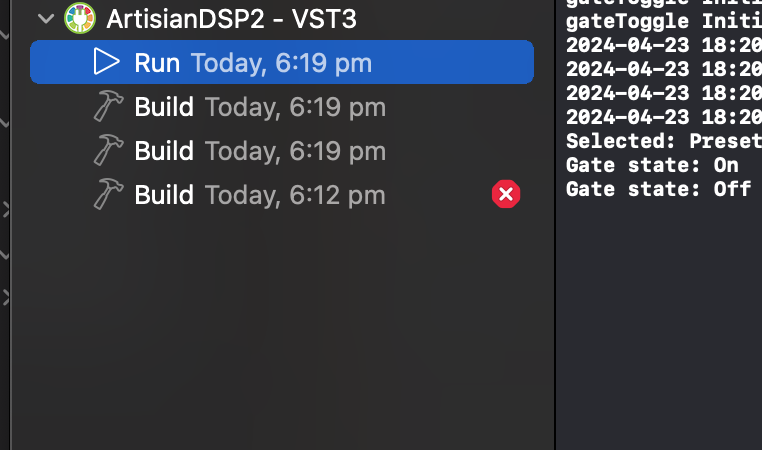 ArtisianDSP2 - VST3
Run Today, 6:19 pm
Build Today, 6:19 pm
Build Today, 6:19 pm
Build Today, 6:12 pm
gateToggle Initi
gateToggle Initi
2024-04-23 18:20
2024-04-23 18:20
2024-04-23 18:20
2024-04-23 18:20
Selected: Preset
Gate state: On
Gate state: Off